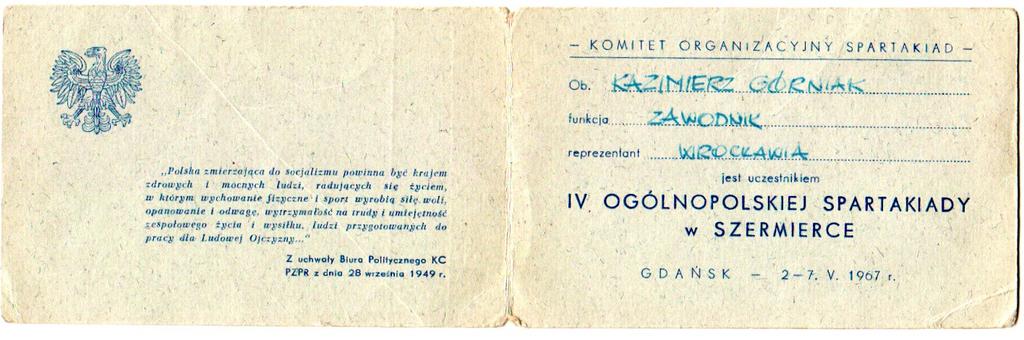 „Polska zmierzająca do socjalizmu powinna być krajem
zdrowych i mocnych ludzi, radujących się życiem,
w którym wychowanie fizyczne i sport wyrobią siłę woli,
opanowanie i odwagę, wytrzymałość na trudy i umiejętność
zespołowego życia i wysiłku, ludzi przygotowanych do
pracy dla Ludowej Ojczyzny..."
Z uchwały Biura Politycznego KC
PZPR z dnia 28 września 1949 r.
— KOMITET ORGANIZACYJNY SPARTAKIAD —
Ob. KAZIMIERZ GÓRNIAK
funkcja ZAWODNIK
reprezentant WROCŁAWIA
jest uczestnikiem
IV OGÓLNOPOLSKIEJ SPARTAKIADY
w SZERMIERCE
GDAŃSK — 2–7. V. 1967 r.